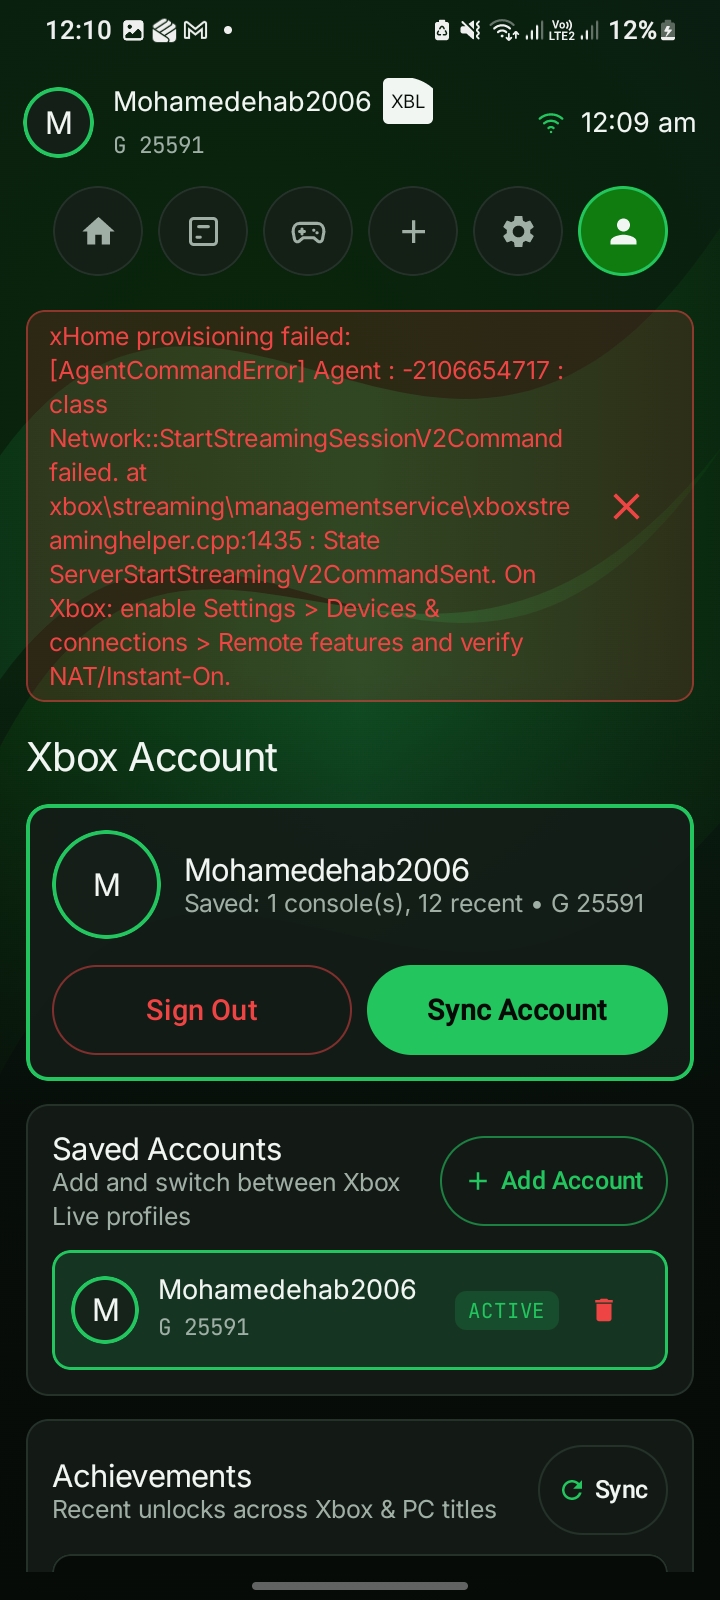 12:10
Vo))
LTE2
12%
M
Mohamedehab2006
XBL
G 25591
12:09 am
xHome provisioning failed:
[AgentCommandError] Agent : -2106654717 :
class
Network::StartStreamingSessionV2Command
failed. at
xbox\streaming\managementservice\xboxstre
aminghelper.cpp:1435 : State
ServerStartStreamingV2CommandSent. On
Xbox: enable Settings > Devices &
connections > Remote features and verify
NAT/Instant-On.
Xbox Account
M
Mohamedehab2006
Saved: 1 console(s), 12 recent • G 25591
Sign Out
Sync Account
Saved Accounts
Add and switch between Xbox
Live profiles
+ Add Account
M
Mohamedehab2006
G 25591
ACTIVE
Achievements
Recent unlocks across Xbox & PC titles
Sync